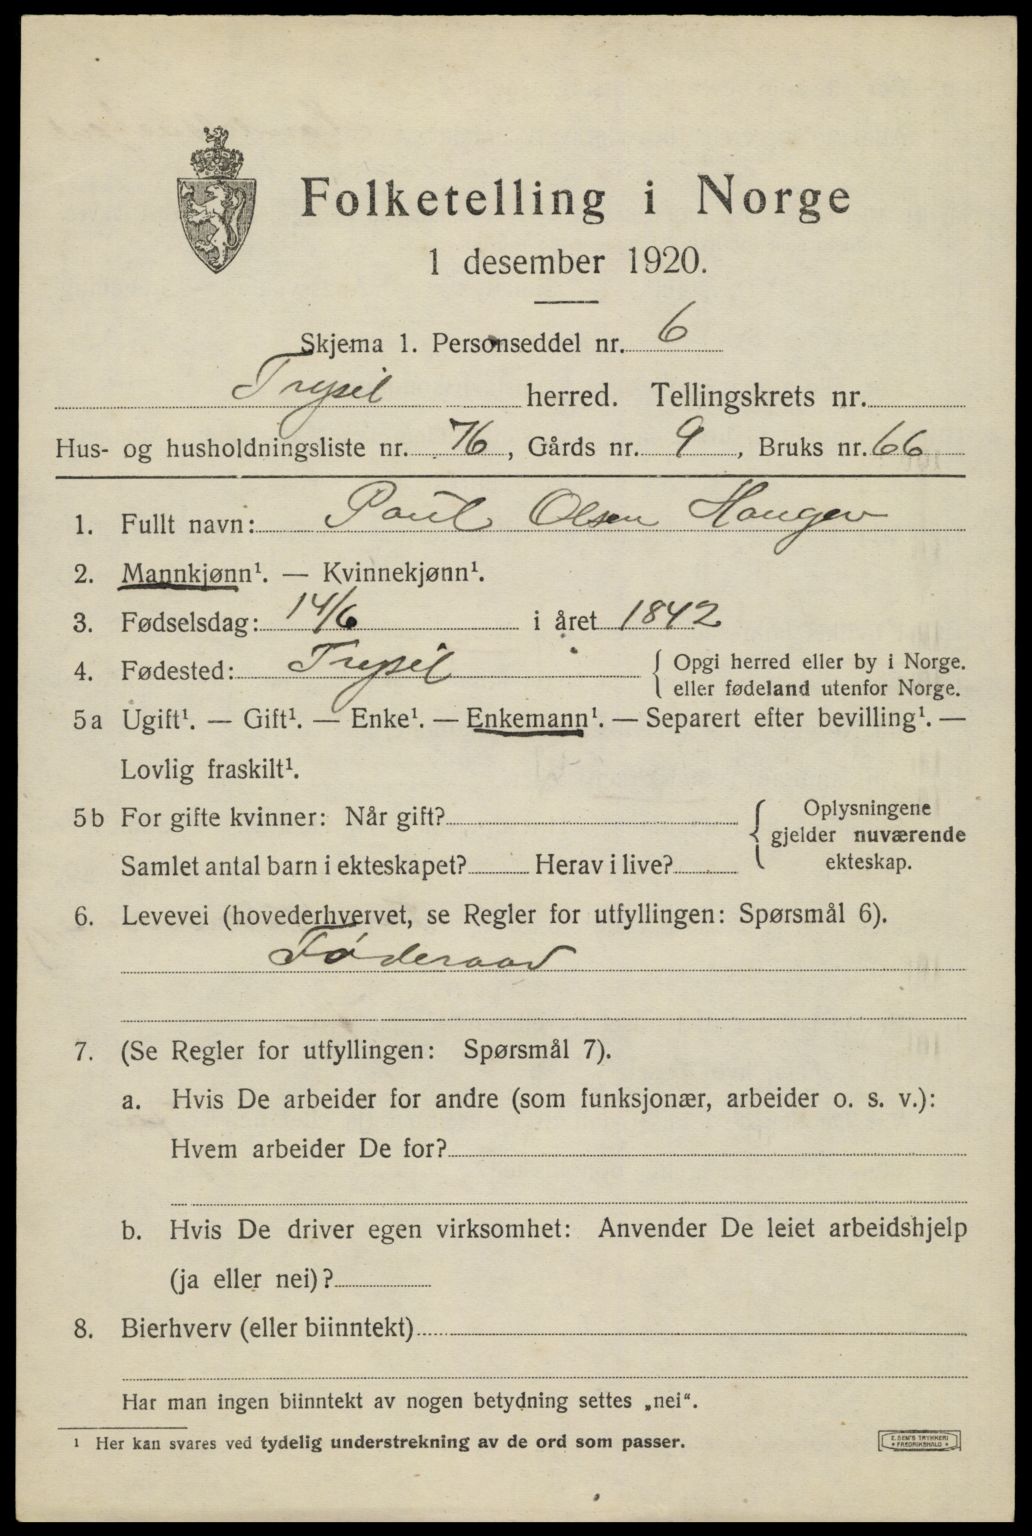 Folketelling i Norge
1 desember 1920.
Skjema 1. Personseddel nr. 6
Trysil herred. Tellingskrets nr.
Hus- og husholdningsliste nr. 76, Gårds nr. 9, Bruks nr. 66
1. Fullt navn: Paul Olsen Haugen
2. Mannkjønn¹. — Kvinnekjønn¹.
3. Fødselsdag: 14/6 i året 1842
4. Fødested: Trysil { Opgi herred eller by i Norge.
eller fødeland utenfor Norge.
5a Ugift¹. — Gift¹. — Enke¹. — Enkemann¹. — Separert efter bevilling¹. —
Lovlig fraskilt¹.
5b For gifte kvinner: Når gift?
Samlet antal barn i ekteskapet? Herav i live?
{ Oplysningene
gjelder nuværende
ekteskap.
6. Levevei (hovederhvervet, se Regler for utfyllingen: Spørsmål 6).
Føderaad
7. (Se Regler for utfyllingen: Spørsmål 7).
a. Hvis De arbeider for andre (som funksjonær, arbeider o. s. v.):
Hvem arbeider De for?
b. Hvis De driver egen virksomhet: Anvender De leiet arbeidshjelp
(ja eller nei)?
8. Bierhverv (eller biinntekt)
Har man ingen biinntekt av nogen betydning settes „nei“.
¹ Her kan svares ved tydelig understrekning av de ord som passer.
E. SEM'S TRYKKERI
* FREDRIKSHALD *